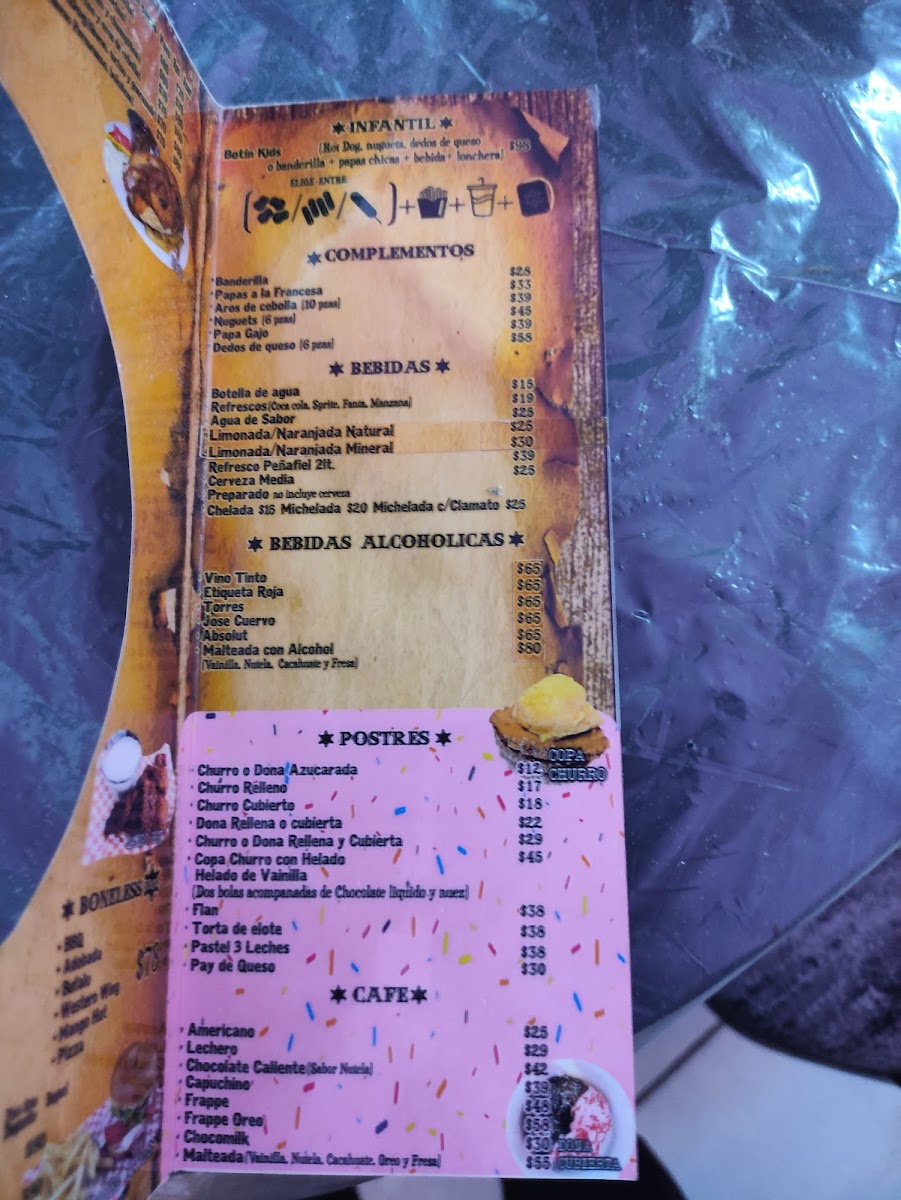 INFANTIL
Botín Kids (Hot Dog, nuguets, dedos de queso $98
o banderilla + papas chicas + bebida + lonchera)
ELIGE ENTRE
COMPLEMENTOS
Banderilla $28
Papas a la Francesa $33
Aros de cebolla (10 pzas) $39
Nuguets (6 pzas) $45
Papa Gajo $39
Dedos de queso (6 pzas) $58
BEBIDAS
Botella de agua $15
Refrescos (Coca cola, Sprite, Fanta, Manzana) $19
Agua de Sabor $25
Limonada/Naranjada Natural $25
Limonada/Naranjada Mineral $30
Refresco Peñafiel 2lt. $39
Cerveza Media $25
Preparado no incluye cerveza
Chelada $15 Michelada $20 Michelada c/Clamato $25
BEBIDAS ALCOHOLICAS
Vino Tinto $65
Etiqueta Roja $65
Torres $65
Jose Cuervo $65
Absolut $65
Malteada con Alcohol $80
(Vainilla, Nutela, Cacahuate y Fresa)
POSTRES
COPA
CHURRO
Churro o Dona Azucarada $12
Churro Relleno $17
Churro Cubierto $18
Dona Rellena o cubierta $22
Churro o Dona Rellena y Cubierta $29
Copa Churro con Helado $45
Helado de Vainilla
(Dos bolas acompanadas de Chocolate liquido y nuez)
Flan $38
Torta de elote $38
Pastel 3 Leches $38
Pay de Queso $30
CAFE
Americano $25
Lechero $29
Chocolate Caliente (Sabor Nutela) $42
Capuchino $39
Frappe $48
Frappe Oreo $58
Chocomilk $30
Malteada (Vainilla, Nutela, Cacahuate, Oreo y Fresa) $55
DONA
CUBIERTA
BONELESS
BBQ
Adobada
Bufalo
Western Wing
Mango Hot
Pizza